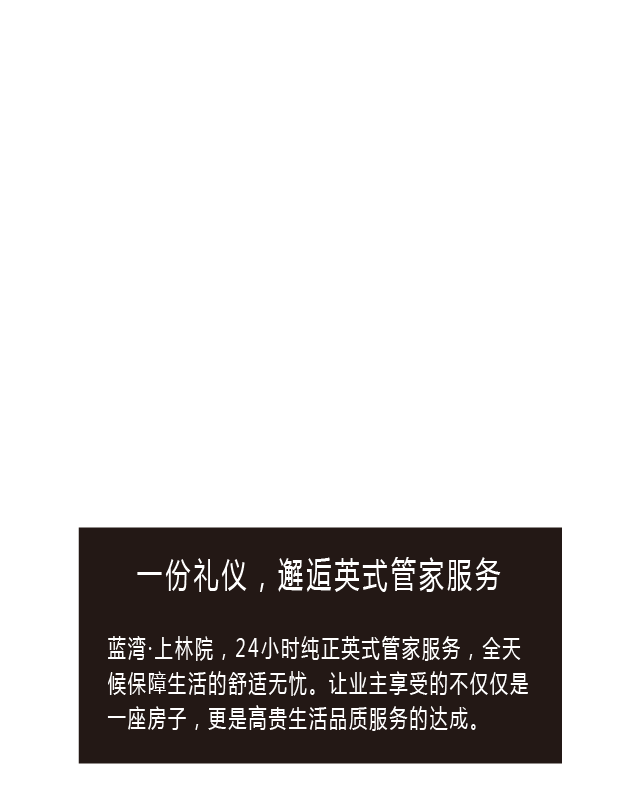 一份礼仪，邂逅英式管家服务
蓝湾·上林院，24小时纯正英式管家服务，全天
候保障生活的舒适无忧。让业主享受的不仅仅是
一座房子，更是高贵生活品质服务的达成。